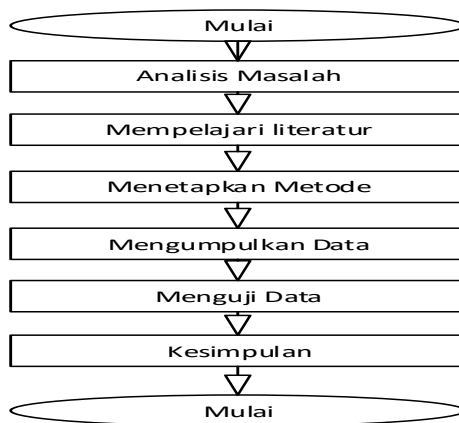 Mulai
Analisis Masalah
Mempelajari literatur
Menetapkan Metode
Mengumpulkan Data
Menguji Data
Kesimpulan
Mulai